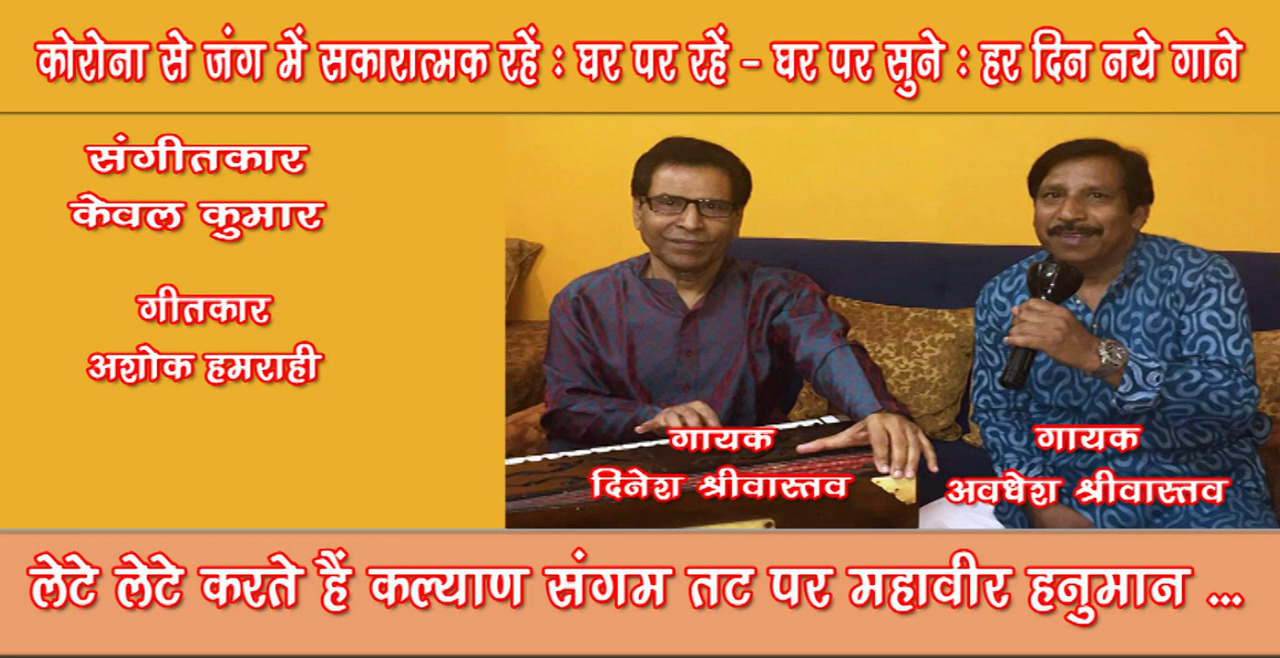 कोरोना से जंग में सकारात्मक रहें : घर पर रहें - घर पर सुने : हर दिन नये गाने
संगीतकार
केवल कुमार
गीतकार
अशोक हमराही
गायक
दिनेश श्रीवास्तव
गायक
अवधेश श्रीवास्तव
लेटे लेटे करते हैं कल्याण संगम तट पर महावीर हनुमान ...